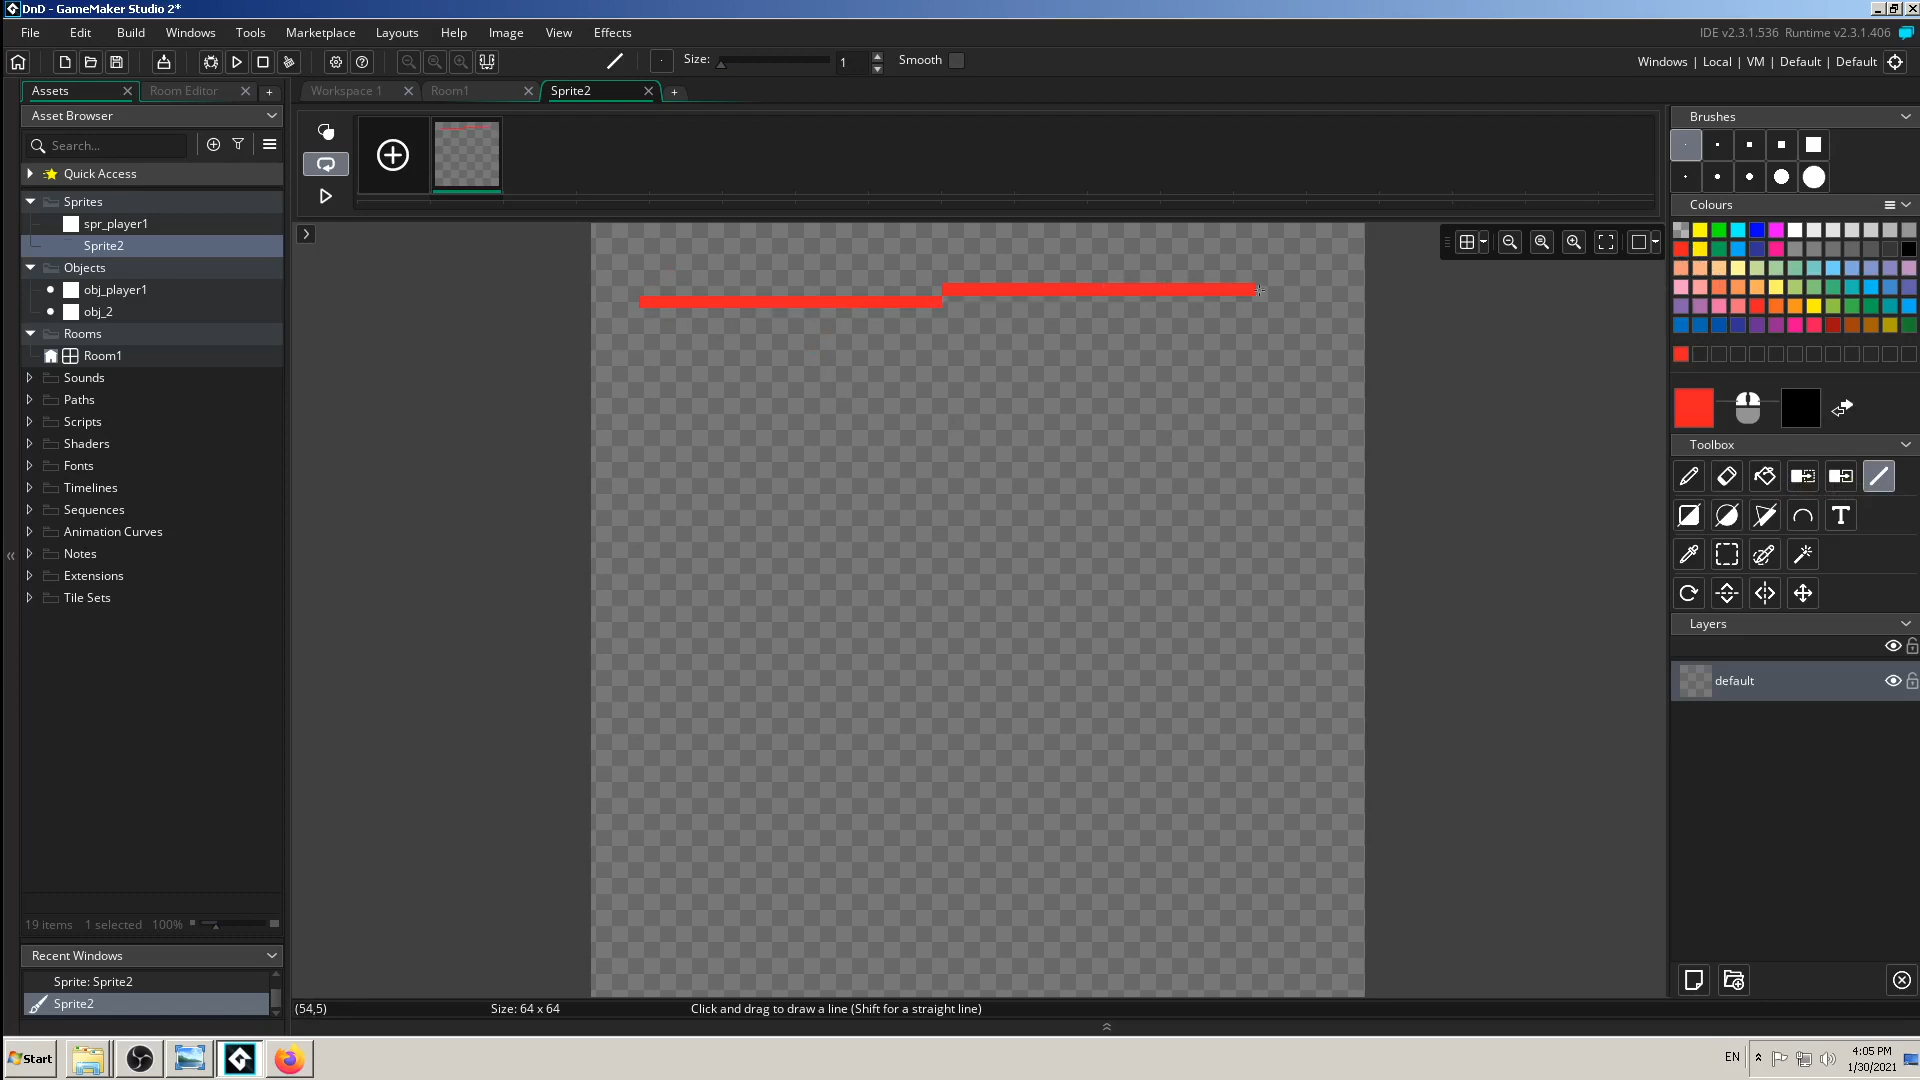 DnD - GameMaker Studio 2*
File Edit Build Windows Tools Marketplace Layouts Help Image View Effects
IDE v2.3.1.536 Runtime v2.3.1.406
Size: 1 Smooth
Windows | Local | VM | Default | Default
Assets Room Editor
Workspace 1 Room1 Sprite2
Asset Browser
Search...
Quick Access
Sprites
spr_player1
Sprite2
Objects
obj_player1
obj_2
Rooms
Room1
Sounds
Paths
Scripts
Shaders
Fonts
Timelines
Sequences
Animation Curves
Notes
Extensions
Tile Sets
19 items 1 selected 100%
Recent Windows
Sprite: Sprite2
Sprite2
Brushes
Colours
Toolbox
T
Layers
default
(54,5) Size: 64 x 64 Click and drag to draw a line (Shift for a straight line)
Start
EN
4:05 PM
1/30/2021